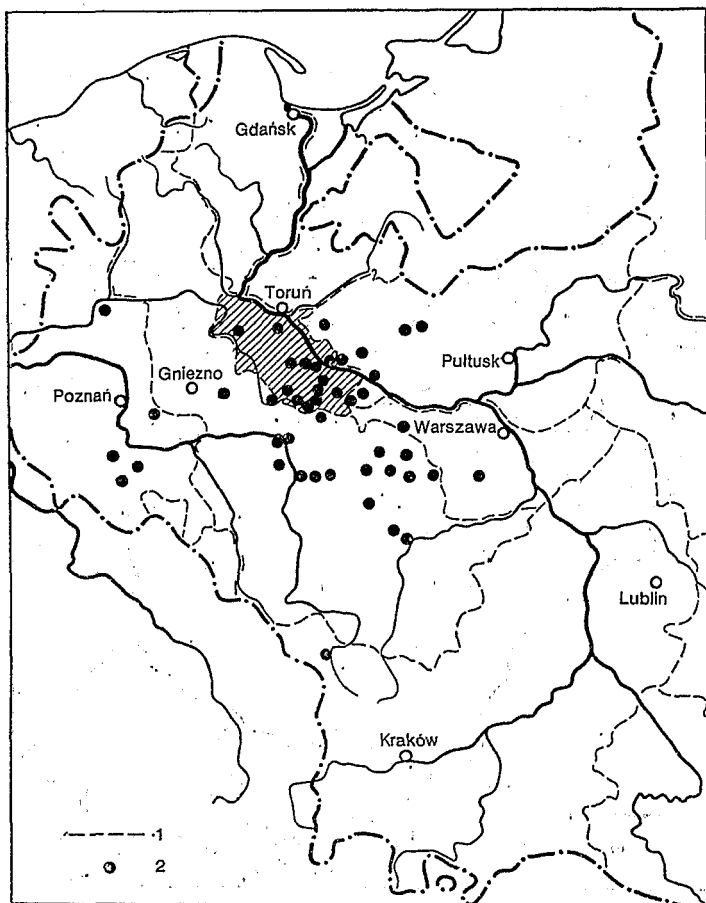 Gdańsk
Toruń
Gniezno
Pułtusk
Poznań
Warszawa
Lublin
Kraków
1
2